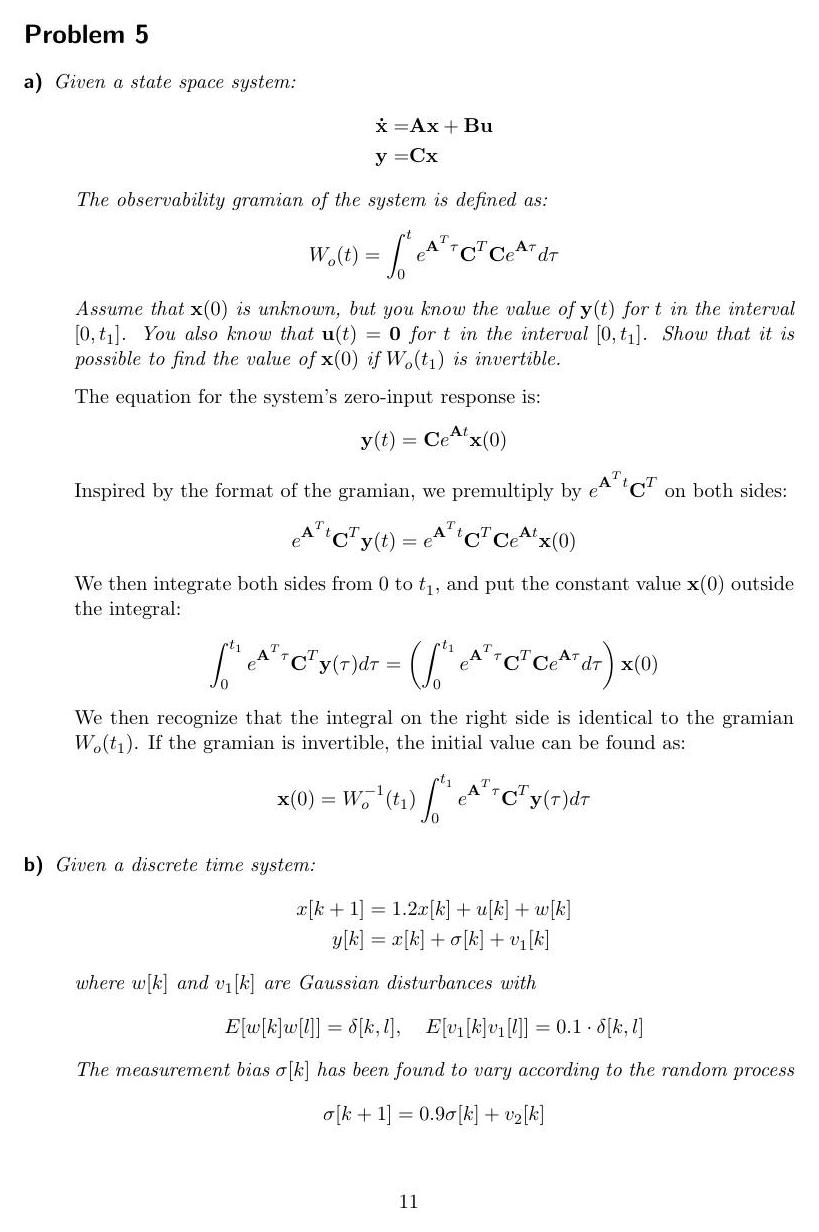 Problem 5
a) Given a state space system:
ẋ =Ax + Bu
y =Cx
The observability gramian of the system is defined as:
W_o(t) = ∫_0^t e^{A^T τ} C^T C e^{Aτ} dτ
Assume that x(0) is unknown, but you know the value of y(t) for t in the interval
[0, t_1]. You also know that u(t) = 0 for t in the interval [0, t_1]. Show that it is
possible to find the value of x(0) if W_o(t_1) is invertible.
The equation for the system's zero-input response is:
y(t) = Ce^{At}x(0)
Inspired by the format of the gramian, we premultiply by e^{A^T t}C^T on both sides:
e^{A^T t}C^T y(t) = e^{A^T t}C^T Ce^{At}x(0)
We then integrate both sides from 0 to t_1, and put the constant value x(0) outside
the integral:
∫_0^{t_1} e^{A^T τ}C^T y(τ)dτ = (∫_0^{t_1} e^{A^T τ}C^T Ce^{Aτ}dτ) x(0)
We then recognize that the integral on the right side is identical to the gramian
W_o(t_1). If the gramian is invertible, the initial value can be found as:
x(0) = W_o^{-1}(t_1) ∫_0^{t_1} e^{A^T τ}C^T y(τ)dτ
b) Given a discrete time system:
x[k + 1] = 1.2x[k] + u[k] + w[k]
y[k] = x[k] + σ[k] + v_1[k]
where w[k] and v_1[k] are Gaussian disturbances with
E[w[k]w[l]] = δ[k, l], E[v_1[k]v_1[l]] = 0.1 · δ[k, l]
The measurement bias σ[k] has been found to vary according to the random process
σ[k + 1] = 0.9σ[k] + v_2[k]
11